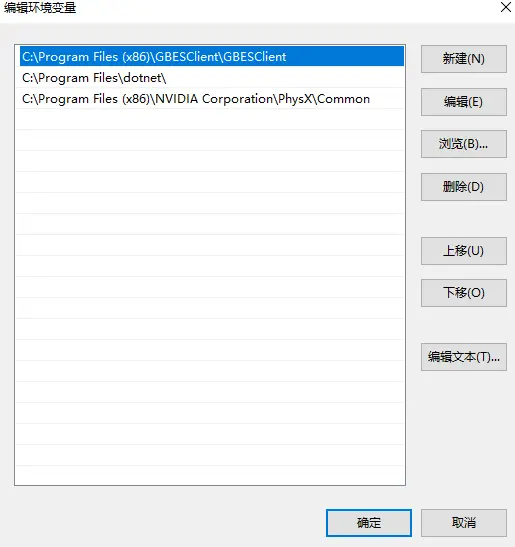 编辑环境变量
C:\Program Files (x86)\GBESClient\GBESClient
C:\Program Files\dotnet\
C:\Program Files (x86)\NVIDIA Corporation\PhysX\Common
新建(N)
编辑(E)
浏览(B)...
删除(D)
上移(U)
下移(O)
编辑文本(T)...
确定
取消